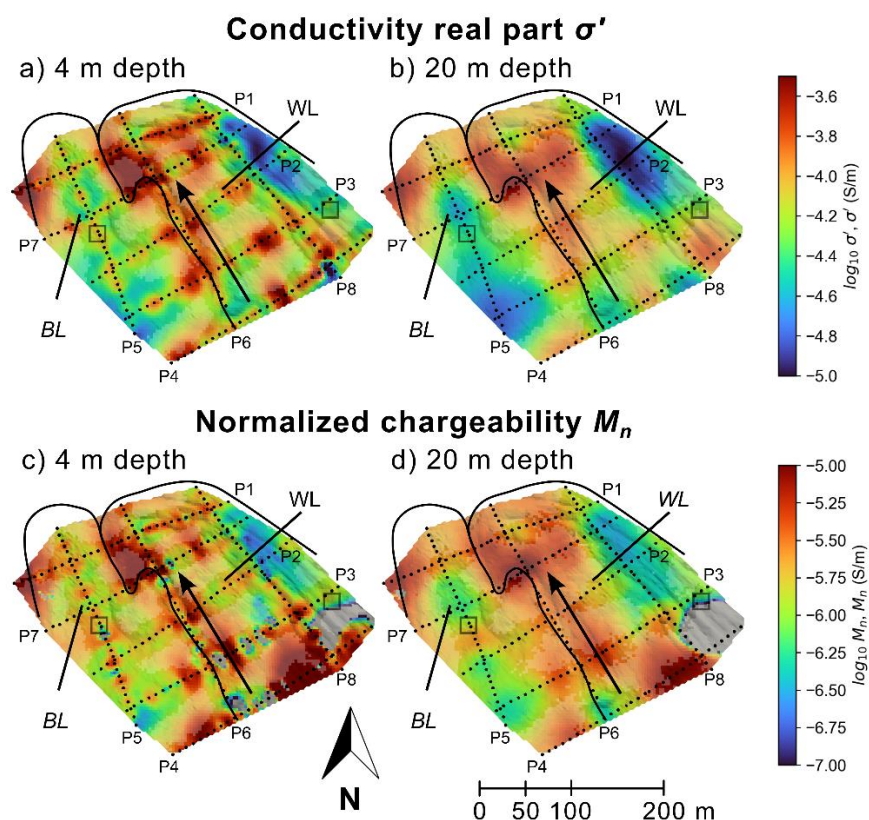 Conductivity real part σ'
a) 4 m depth
b) 20 m depth
P1
WL
P2
P3
P7
BL
P8
P5
P6
P4
P1
WL
P2
P3
P7
BL
P8
P5
P6
P4
−3.6
−3.8
−4.0
−4.2
−4.4
−4.6
−4.8
−5.0
log₁₀ σ', σ' (S/m)
Normalized chargeability Mₙ
c) 4 m depth
d) 20 m depth
P1
WL
P2
P3
P7
BL
P8
P5
P6
P4
P1
WL
P2
P3
P7
BL
P8
P5
P6
P4
−5.00
−5.25
−5.50
−5.75
−6.00
−6.25
−6.50
−6.75
−7.00
log₁₀ Mₙ, Mₙ (S/m)
N
0 50 100 200 m